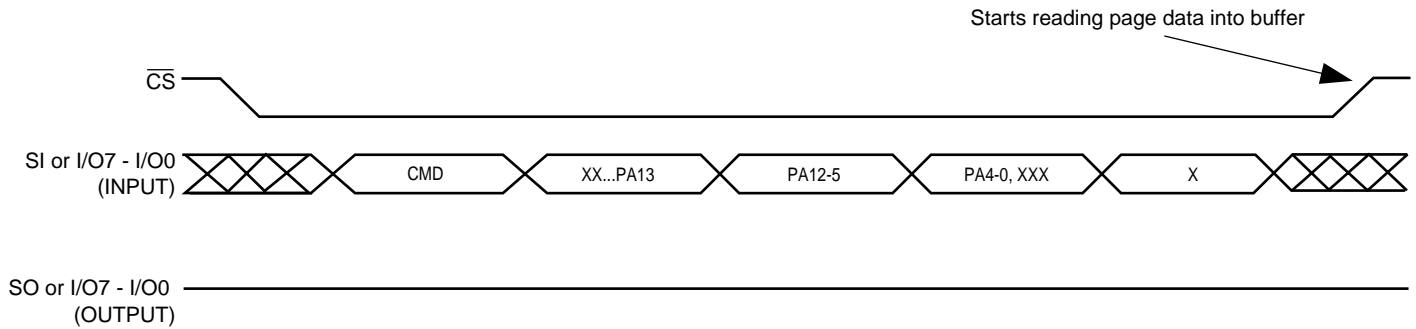 Starts reading page data into buffer
CS
SI or I/O7 - I/O0
(INPUT)
CMD
XX...PA13
PA12-5
PA4-0, XXX
X
SO or I/O7 - I/O0
(OUTPUT)